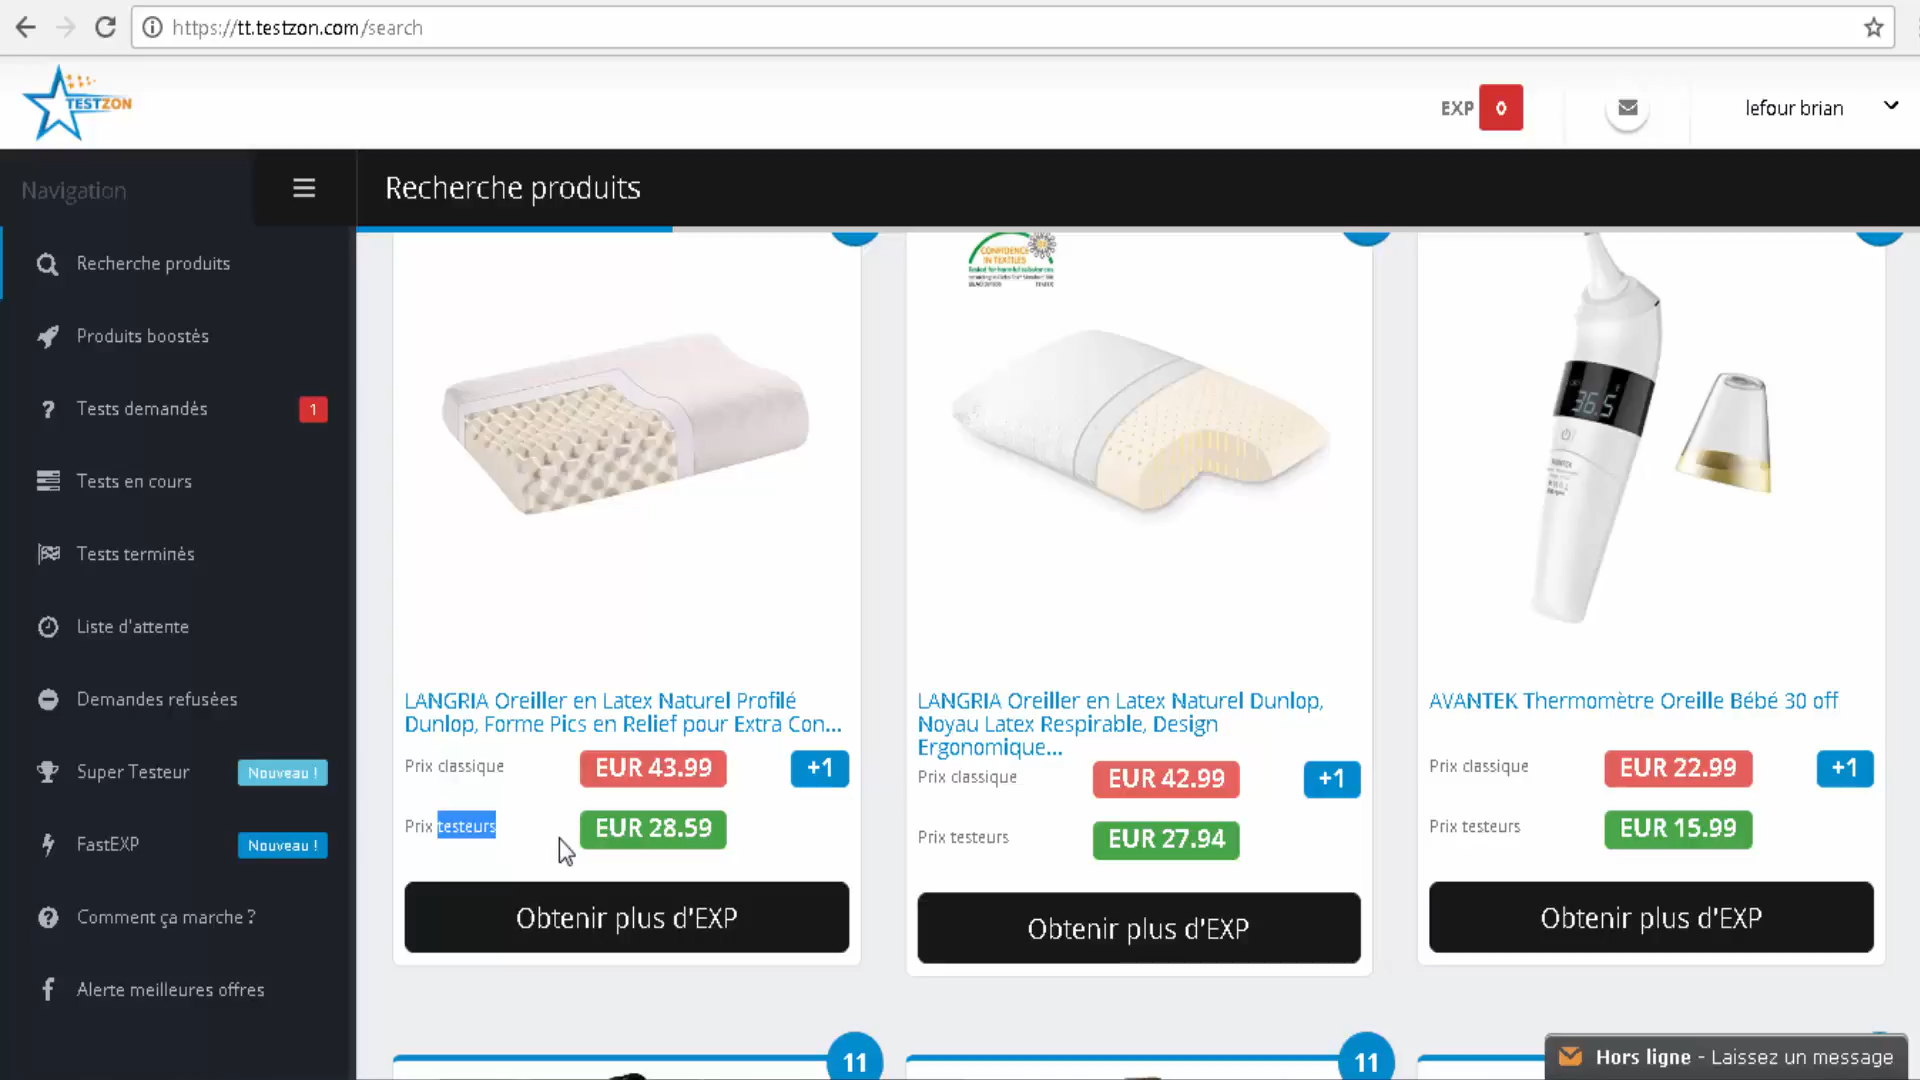 https://tt.testzon.com/search
TESTZON
EXP 0
lefour brian
Navigation
Recherche produits
Recherche produits
Produits boostés
Tests demandés 1
Tests en cours
Tests terminés
Liste d'attente
Demandes refusées
Super Testeur Nouveau !
FastEXP Nouveau !
Comment ça marche ?
Alerte meilleures offres
LANGRIA Oreiller en Latex Naturel Profilé
Dunlop, Forme Pics en Relief pour Extra Con...
Prix classique EUR 43.99 +1
Prix testeurs EUR 28.59
Obtenir plus d'EXP
CONFIDENCE
IN TEXTILES
LANGRIA Oreiller en Latex Naturel Dunlop,
Noyau Latex Respirable, Design
Ergonomique...
Prix classique EUR 42.99 +1
Prix testeurs EUR 27.94
Obtenir plus d'EXP
36.5
AVANTEK Thermomètre Oreille Bébé 30 off
Prix classique EUR 22.99 +1
Prix testeurs EUR 15.99
Obtenir plus d'EXP
11
11
Hors ligne - Laissez un message